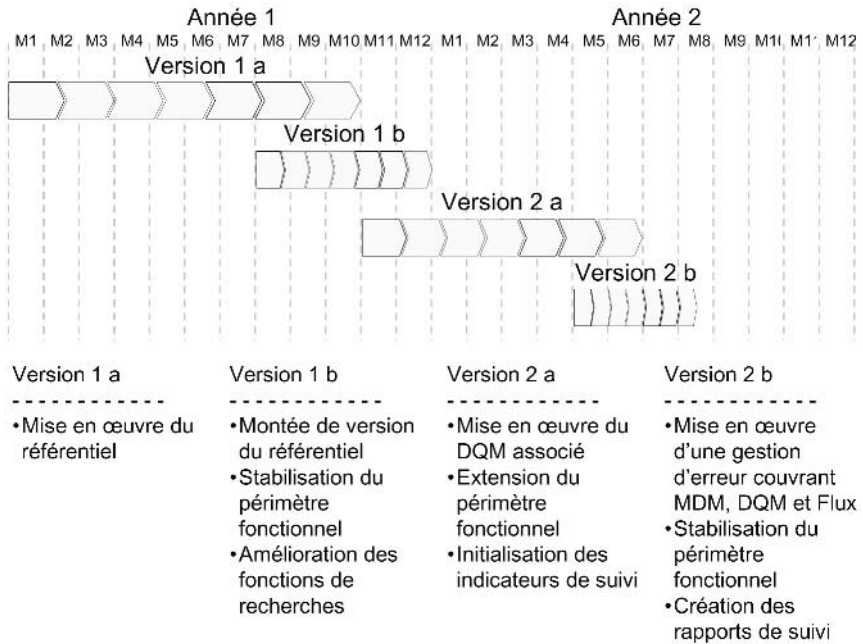 Année 1
Année 2
M1 M2 M3 M4 M5 M6 M7 M8 M9 M10 M11 M12 M1 M2 M3 M4 M5 M6 M7 M8 M9 M10 M11 M12
Version 1 a
Version 1 b
Version 2 a
Version 2 b
Version 1 a
- - - - - - - - - - - - -
•Mise en œuvre du
référentiel
Version 1 b
- - - - - - - - - - - - -
•Montée de version
du référentiel
•Stabilisation du
périmètre
fonctionnel
•Amélioration des
fonctions de
recherches
Version 2 a
- - - - - - - - - - - - -
•Mise en œuvre du
DQM associé
•Extension du
périmètre
fonctionnel
•Initialisation des
indicateurs de suivi
Version 2 b
- - - - - - - - - - - - -
•Mise en œuvre
d'une gestion
d'erreur couvrant
MDM, DQM et Flux
•Stabilisation du
périmètre
fonctionnel
•Création des
rapports de suivi